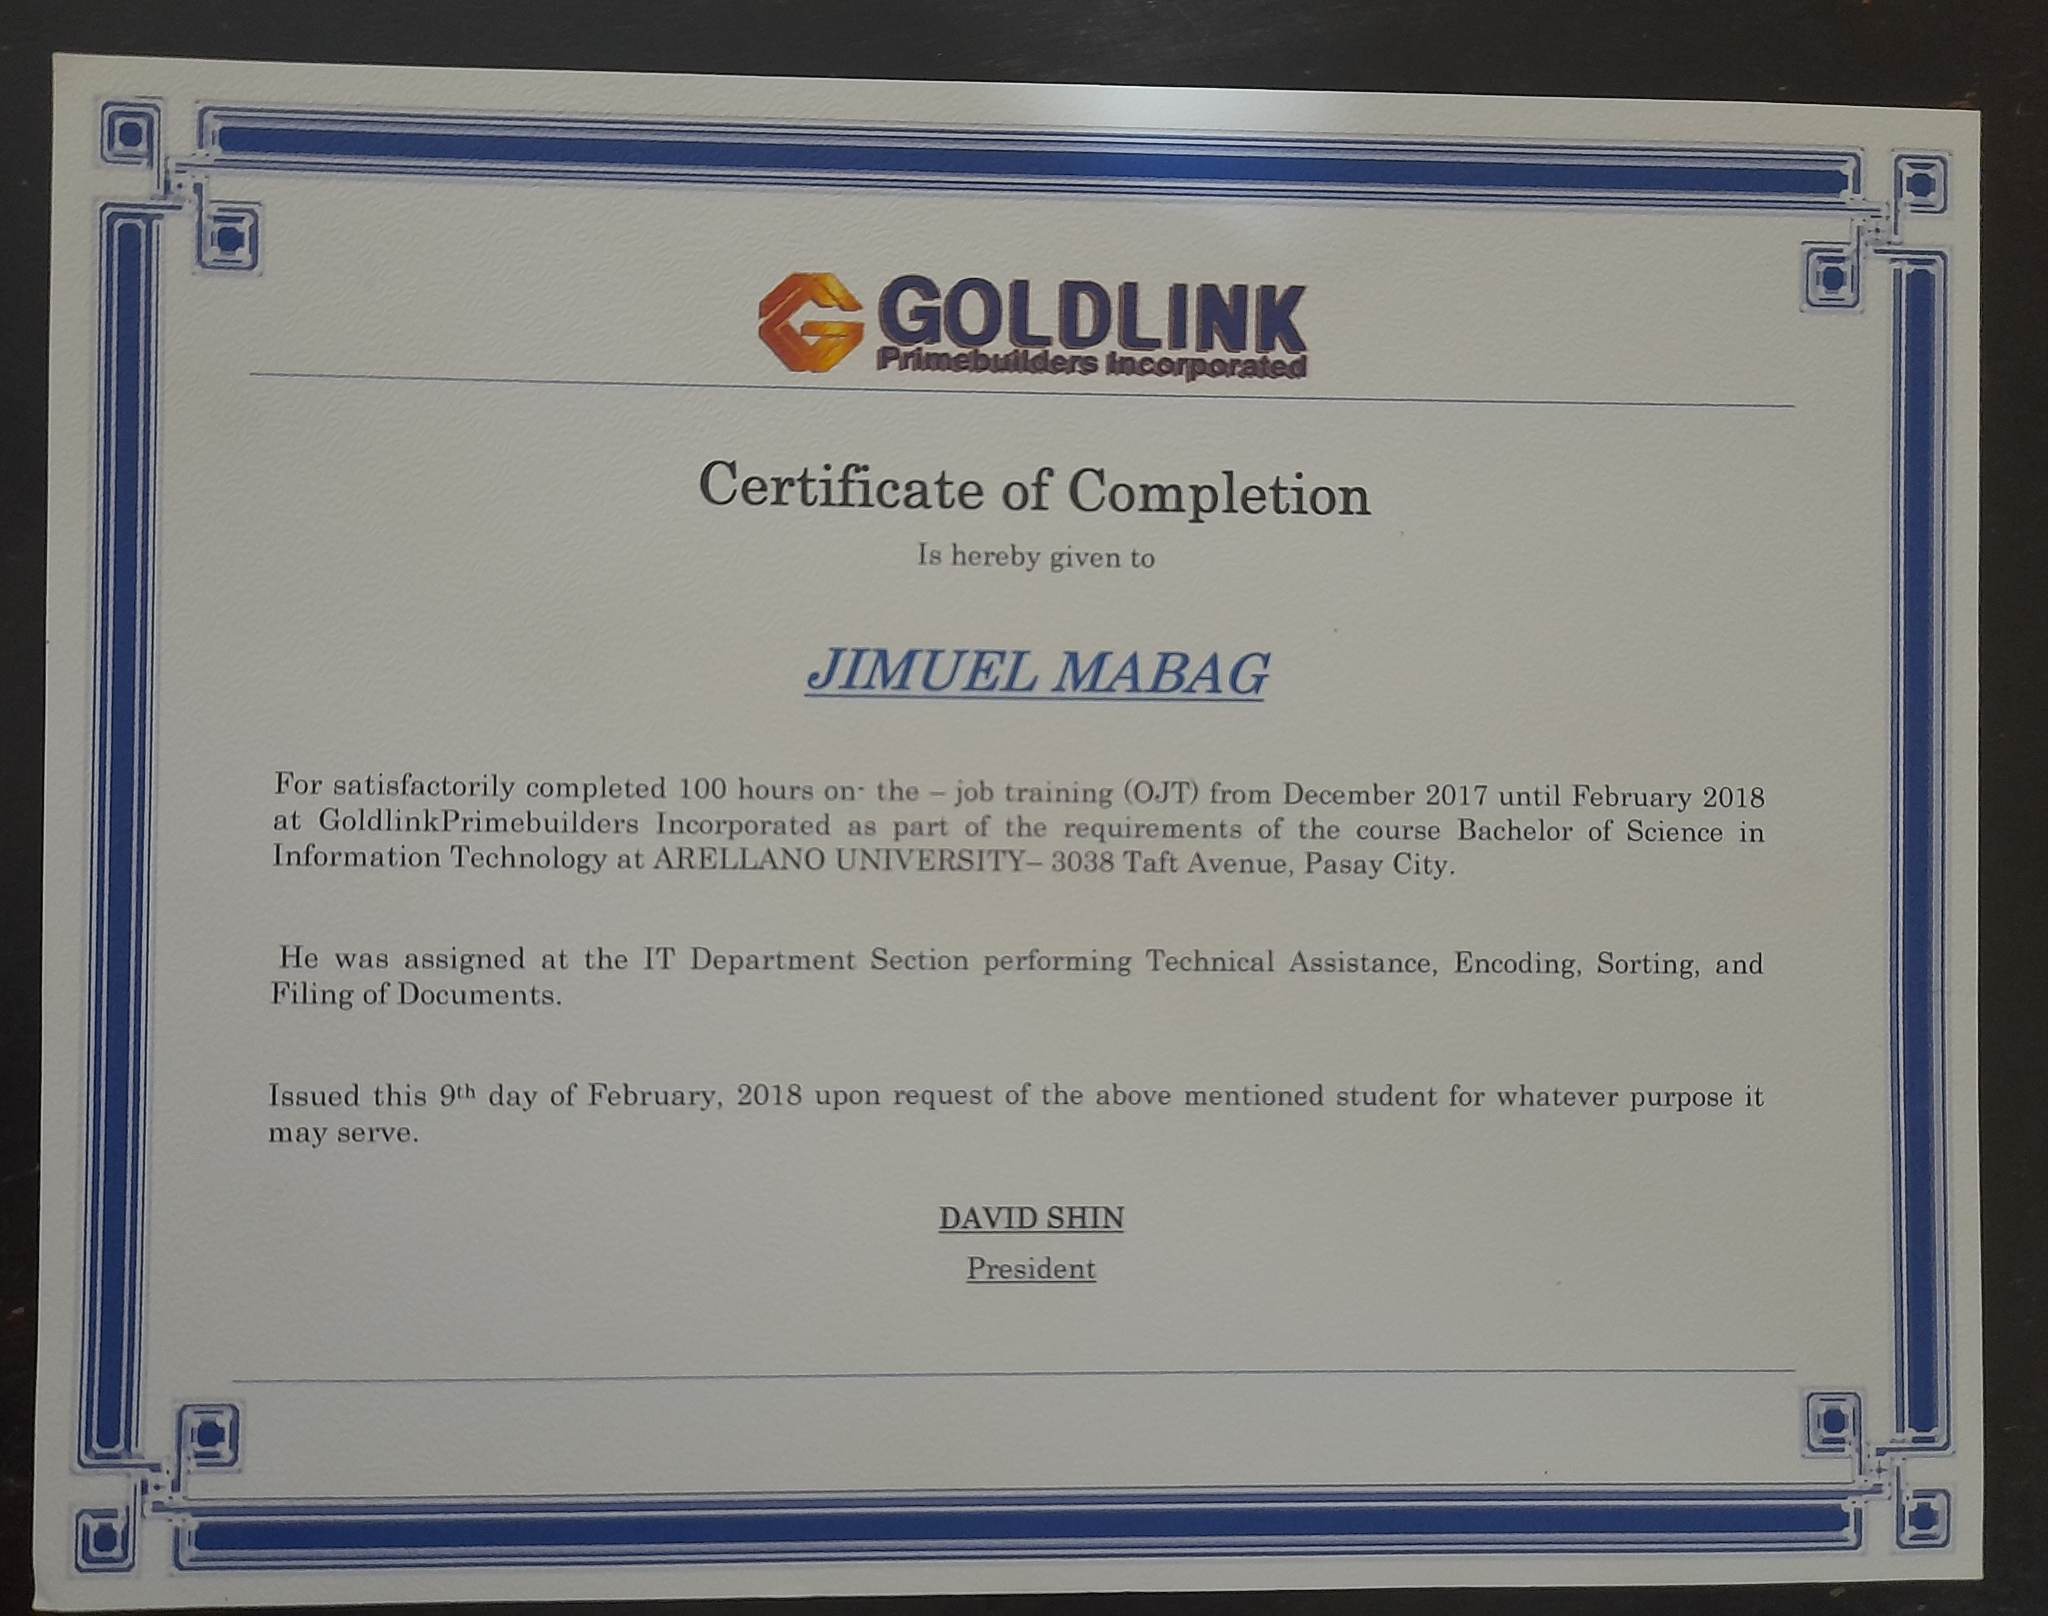 GOLDLINK
Primebuilders Incorporated
Certificate of Completion
Is hereby given to
JIMUEL MABAG
For satisfactorily completed 100 hours on- the – job training (OJT) from December 2017 until February 2018
at GoldlinkPrimebuilders Incorporated as part of the requirements of the course Bachelor of Science in
Information Technology at ARELLANO UNIVERSITY– 3038 Taft Avenue, Pasay City.
He was assigned at the IT Department Section performing Technical Assistance, Encoding, Sorting, and
Filing of Documents.
Issued this 9th day of February, 2018 upon request of the above mentioned student for whatever purpose it
may serve.
DAVID SHIN
President